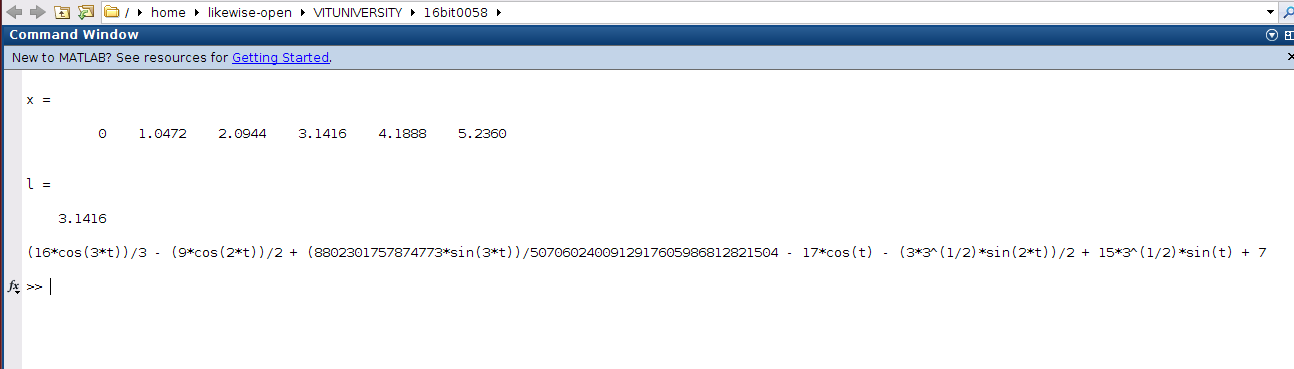 / home likewise-open VITUNIVERSITY 16bit0058
Command Window
New to MATLAB? See resources for Getting Started.
x =
0 1.0472 2.0944 3.1416 4.1888 5.2360
l =
3.1416
(16*cos(3*t))/3 - (9*cos(2*t))/2 + (8802301757874773*sin(3*t))/5070602400912917605986812821504 - 17*cos(t) - (3*3^(1/2)*sin(2*t))/2 + 15*3^(1/2)*sin(t) + 7
fx >>